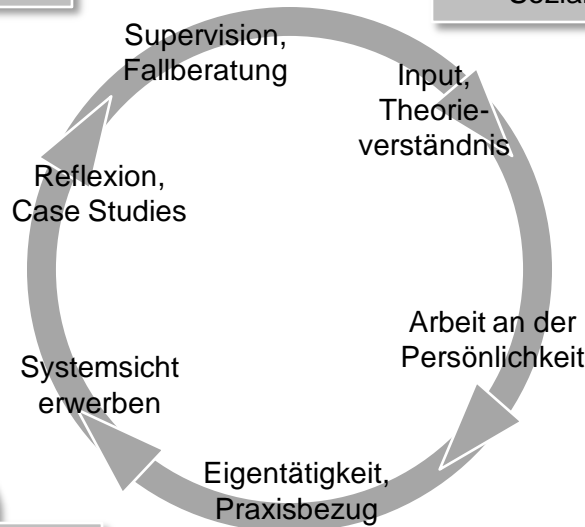 Supervision,
Fallberatung
Input,
Theorie-
verständnis
Arbeit an der
Persönlichkeit
Eigentätigkeit,
Praxisbezug
Systemsicht
erwerben
Reflexion,
Case Studies